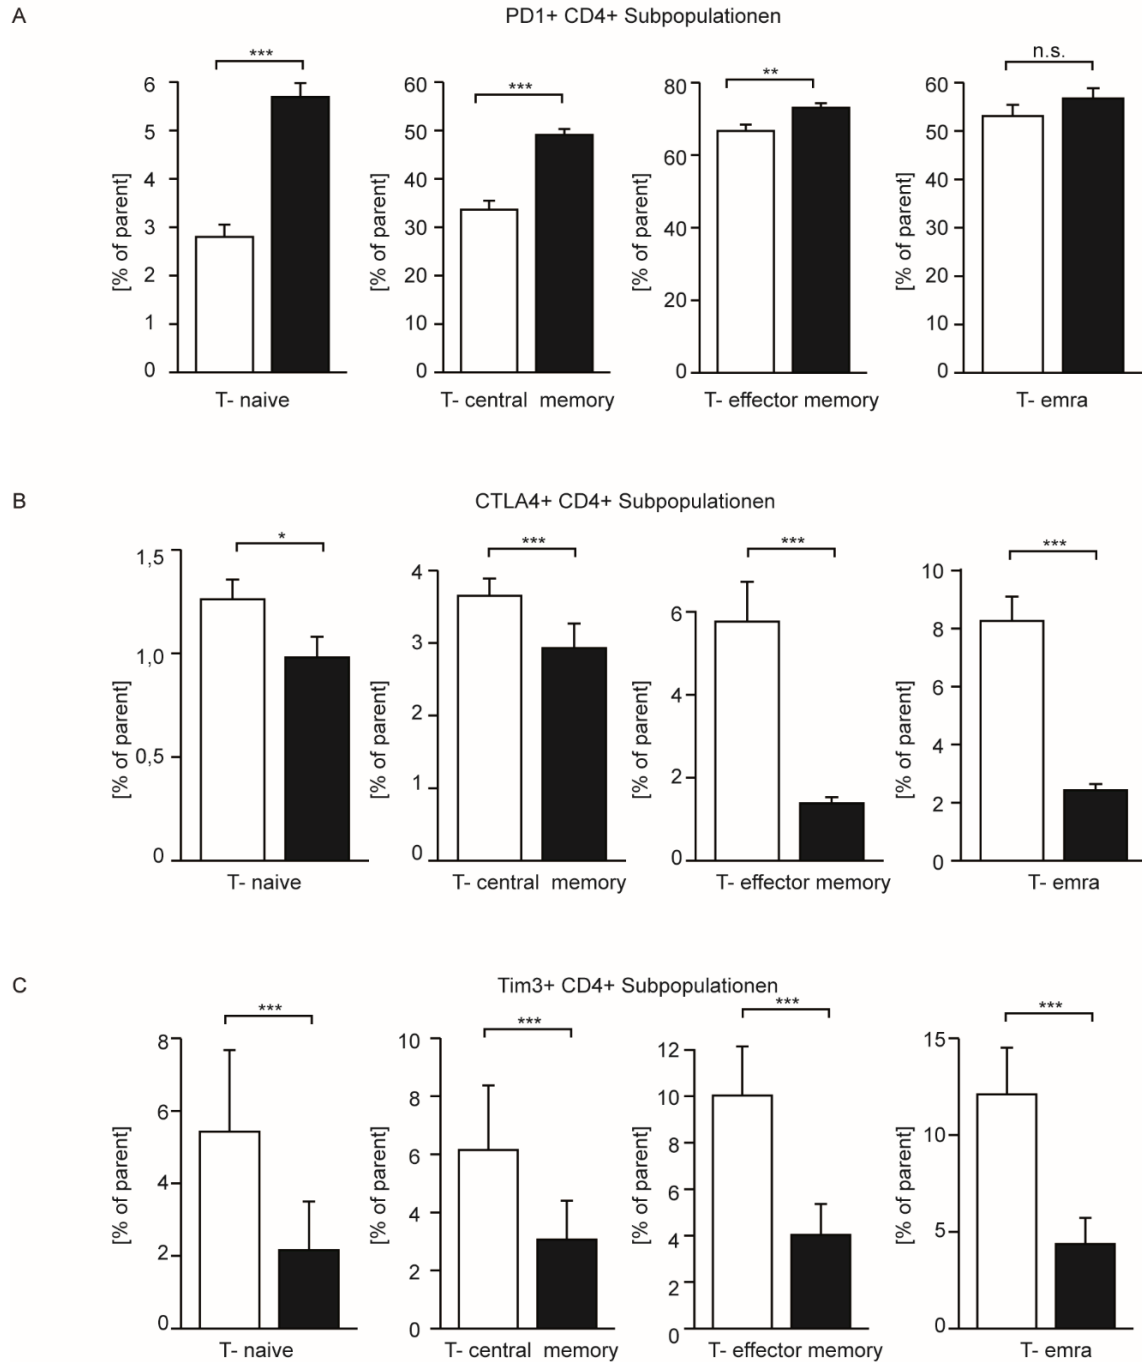 A
PD1+ CD4+ Subpopulationen
***
***
**
n.s.
[% of parent]
6
5
4
3
2
1
0
T- naive
[% of parent]
60
50
40
30
20
10
0
T- central memory
[% of parent]
80
60
40
20
0
T- effector memory
[% of parent]
60
50
40
30
20
10
0
T- emra
B
CTLA4+ CD4+ Subpopulationen
*
***
***
***
[% of parent]
1,5
1,0
0,5
0
T- naive
[% of parent]
4
3
2
1
0
T- central memory
[% of parent]
6
4
2
0
T- effector memory
[% of parent]
10
8
6
4
2
0
T- emra
C
Tim3+ CD4+ Subpopulationen
***
***
***
***
[% of parent]
8
6
4
2
0
T- naive
[% of parent]
10
8
6
4
2
0
T- central memory
[% of parent]
12
10
8
6
4
2
0
T- effector memory
[% of parent]
15
10
5
0
T- emra